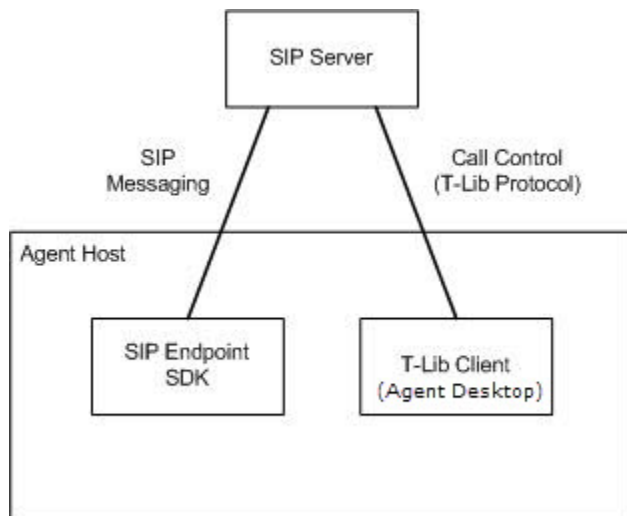 SIP Server
SIP
Messaging
Call Control
(T-Lib Protocol)
Agent Host
SIP Endpoint
SDK
T-Lib Client
(Agent Desktop)